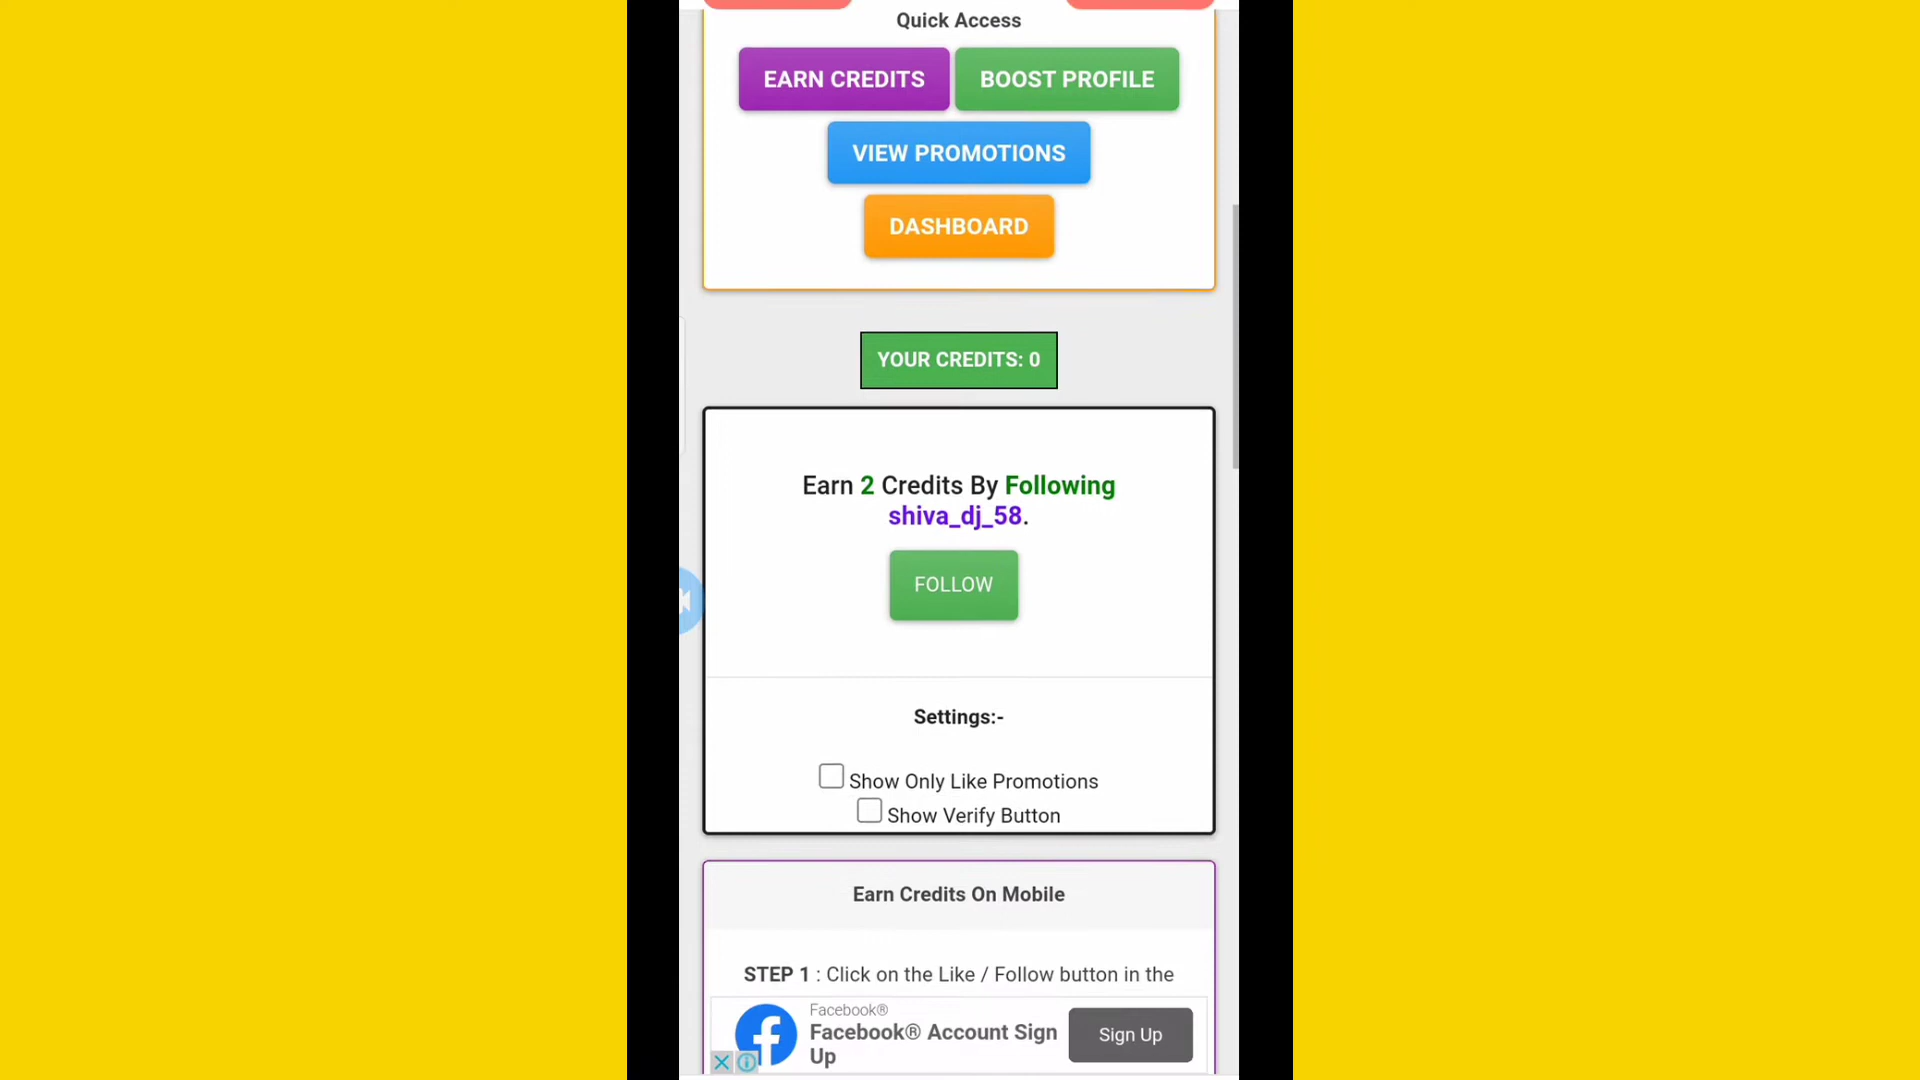 Quick Access
EARN CREDITS
BOOST PROFILE
VIEW PROMOTIONS
DASHBOARD
YOUR CREDITS: 0
Earn 2 Credits By Following
shiva_dj_58.
FOLLOW
Settings:-
Show Only Like Promotions
Show Verify Button
Earn Credits On Mobile
STEP 1 : Click on the Like / Follow button in the
Facebook®
Facebook® Account Sign
Up
Sign Up